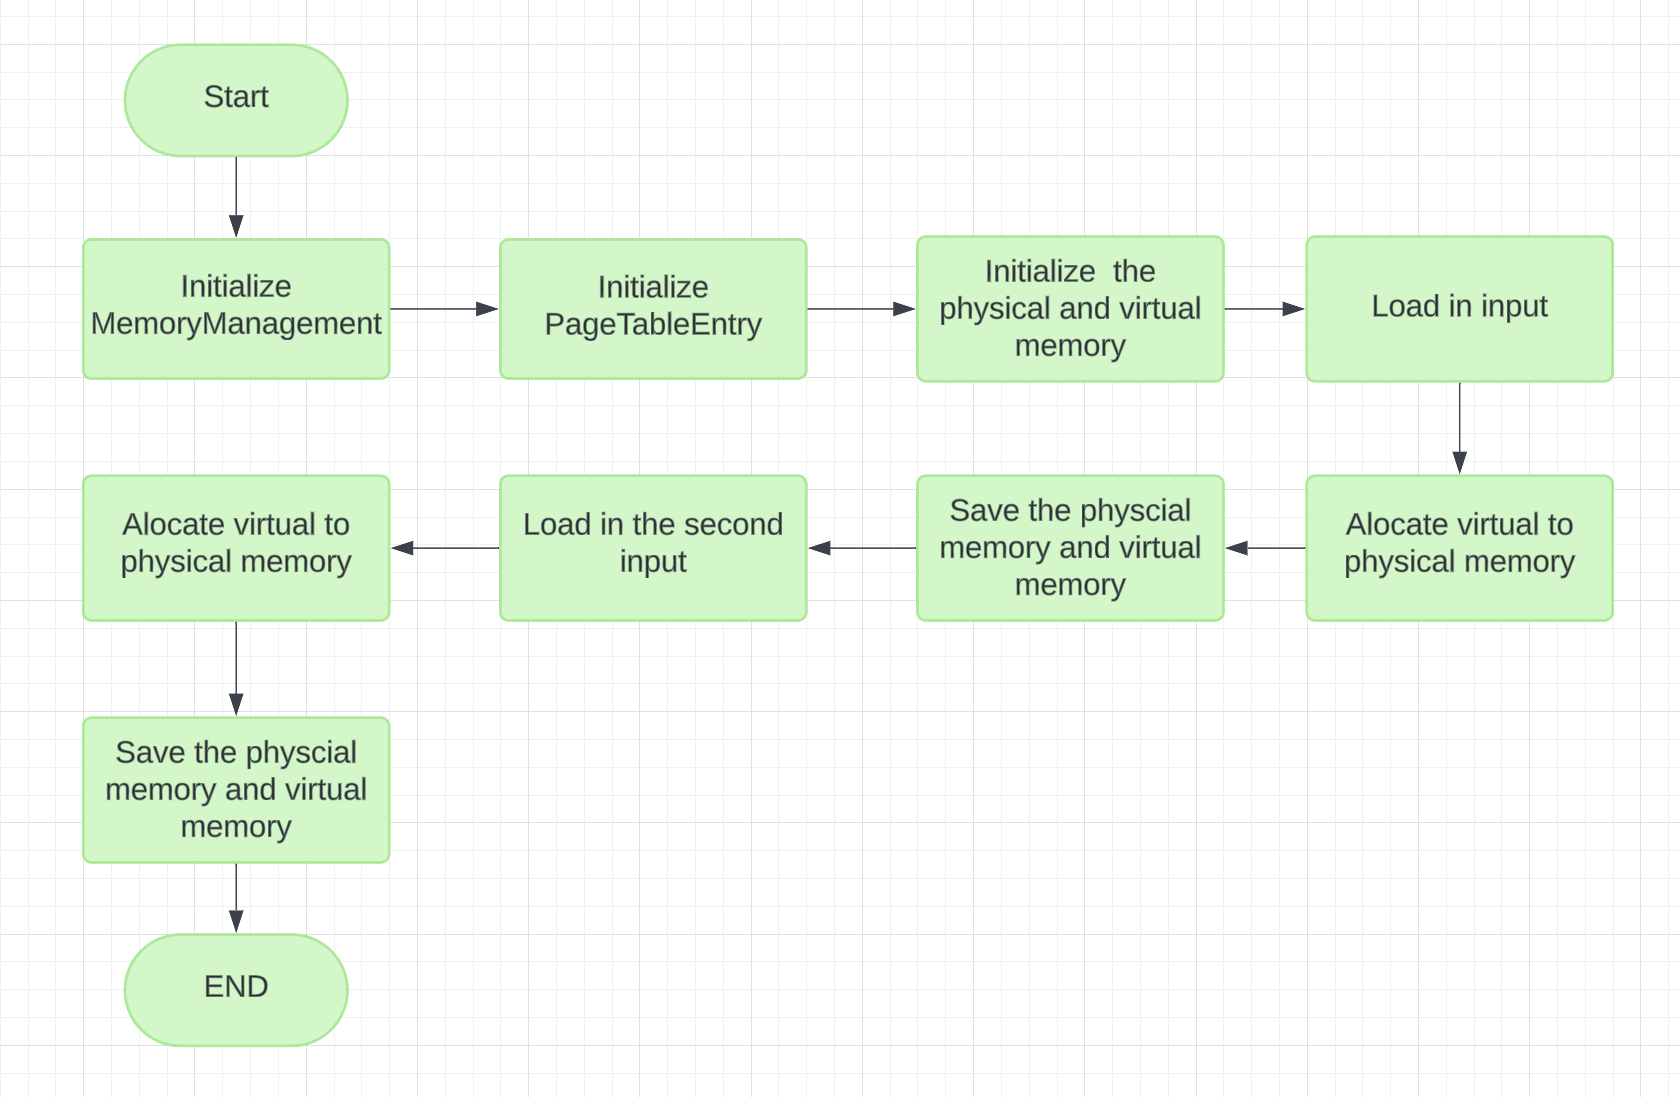 Start
Initialize
MemoryManagement
Initialize
PageTableEntry
Initialize  the
physical and virtual
memory
Load in input
Alocate virtual to
physical memory
Save the physcial
memory and virtual
memory
Load in the second
input
Alocate virtual to
physical memory
Save the physcial
memory and virtual
memory
END